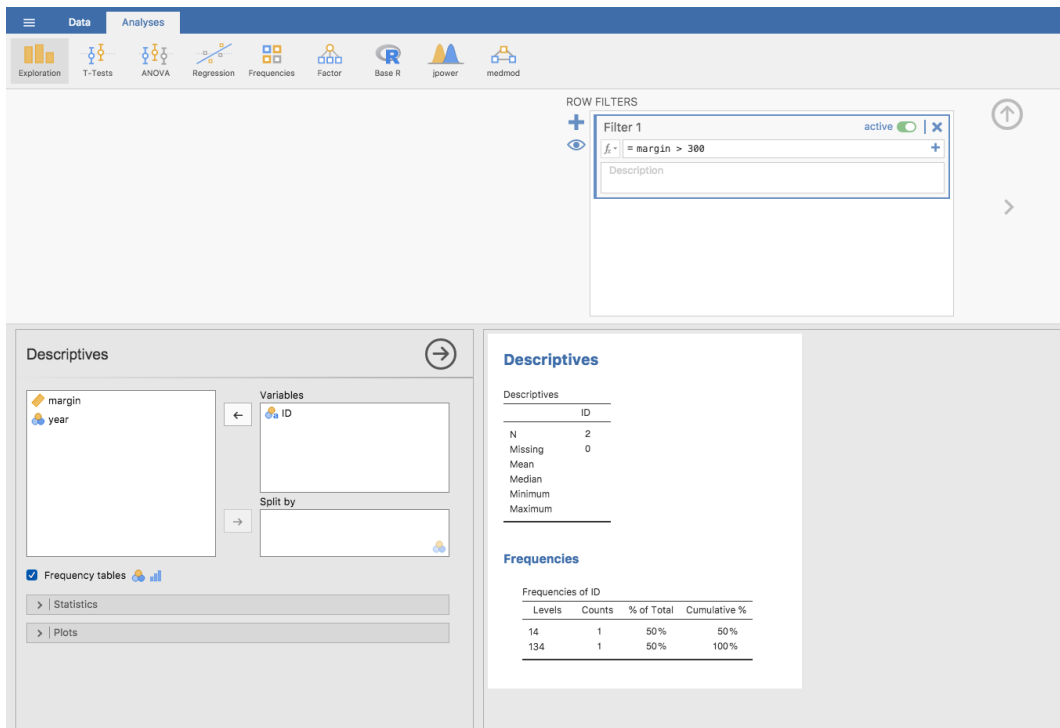 Data Analyses
Exploration T-Tests ANOVA Regression Frequencies Factor Base R jpower medmod
ROW FILTERS
Filter 1 active
fx = margin > 300
Description
Descriptives
margin
year
Variables
a ID
Split by
Frequency tables
Statistics
Plots
Descriptives
Descriptives
ID
N 2
Missing 0
Mean
Median
Minimum
Maximum
Frequencies
Frequencies of ID
Levels Counts % of Total Cumulative %
14 1 50% 50%
134 1 50% 100%